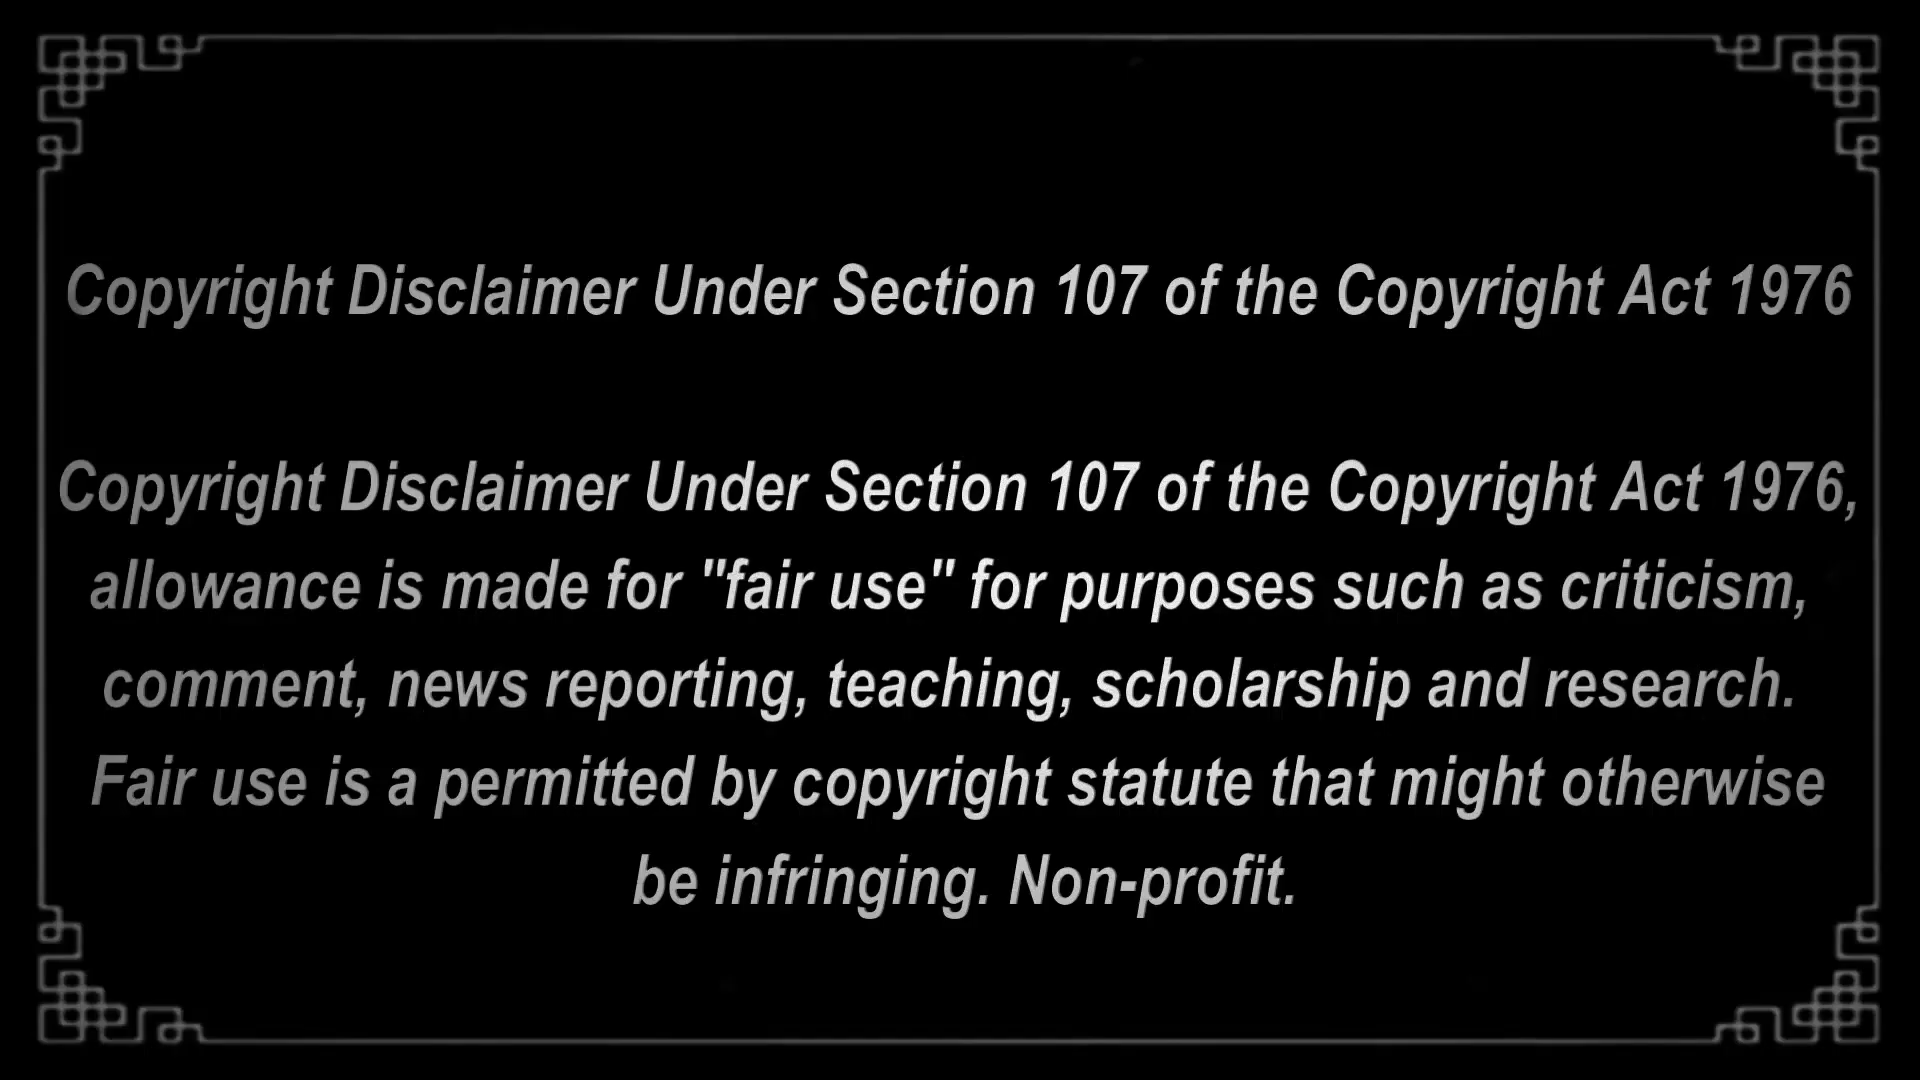 Copyright Disclaimer Under Section 107 of the Copyright Act 1976
Copyright Disclaimer Under Section 107 of the Copyright Act 1976,
allowance is made for "fair use" for purposes such as criticism,
comment, news reporting, teaching, scholarship and research.
Fair use is a permitted by copyright statute that might otherwise
be infringing. Non-profit.